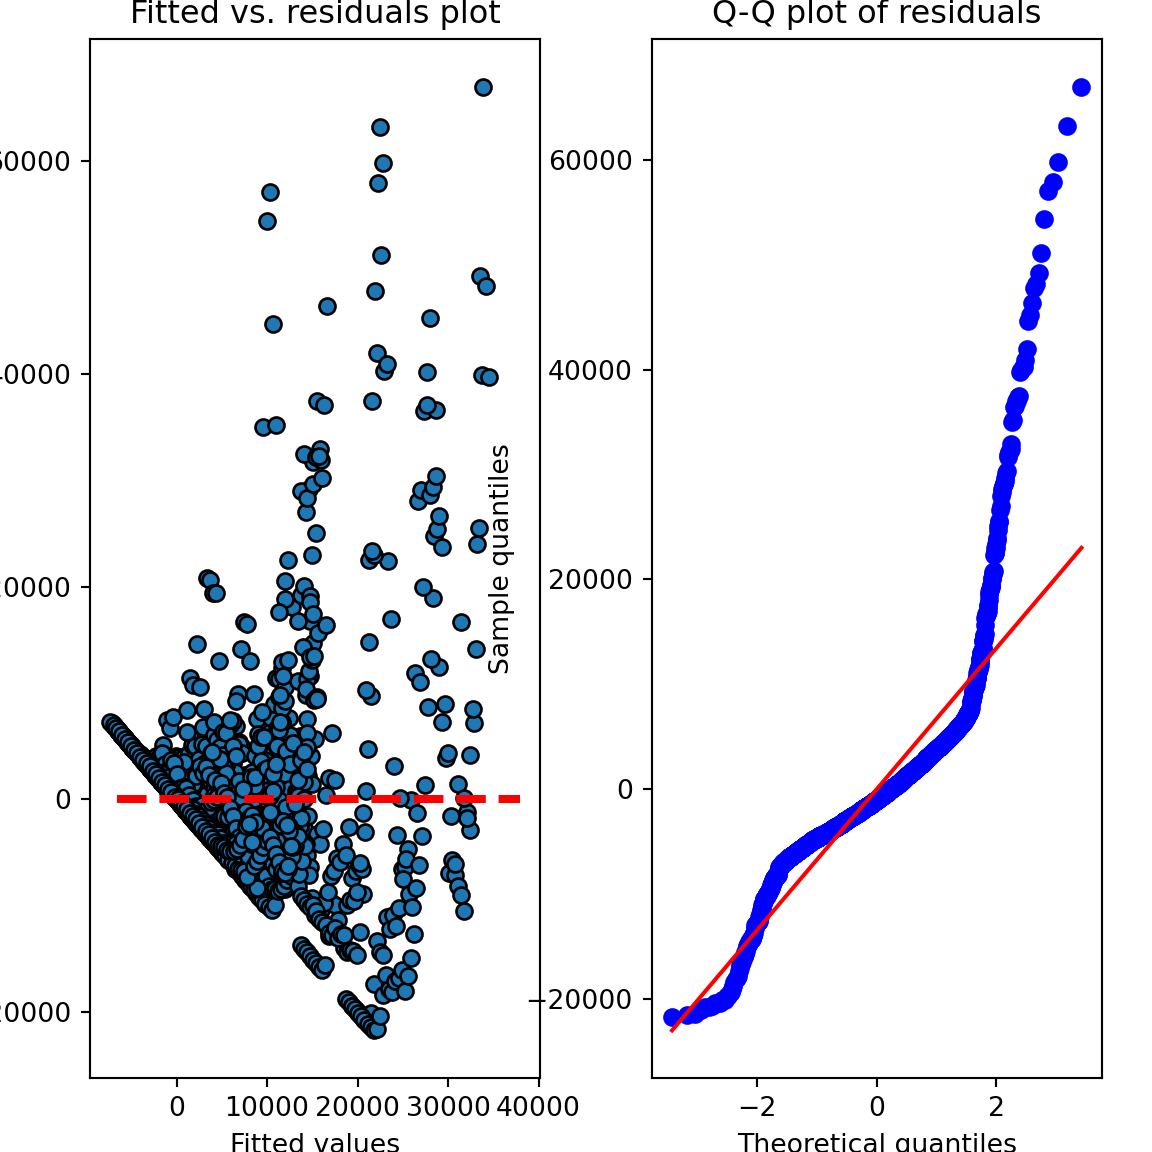 Fitted vs. residuals plot
0
0
10000
20000
30000
40000
Fitted values
Q-Q plot of residuals
Sample quantiles
60000
40000
20000
0
−20000
−2
0
2
Theoretical quantiles